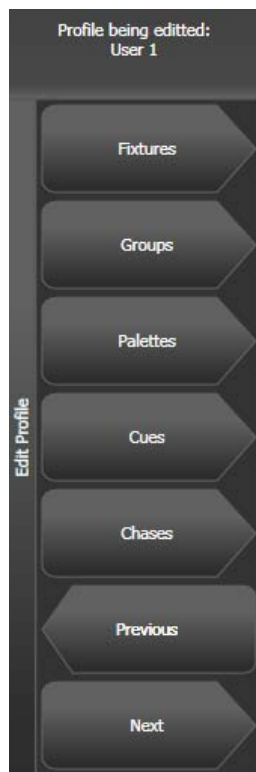 Profile being editted:
User 1
Edit Profile
Fixtures
Groups
Palettes
Cues
Chases
Previous
Next